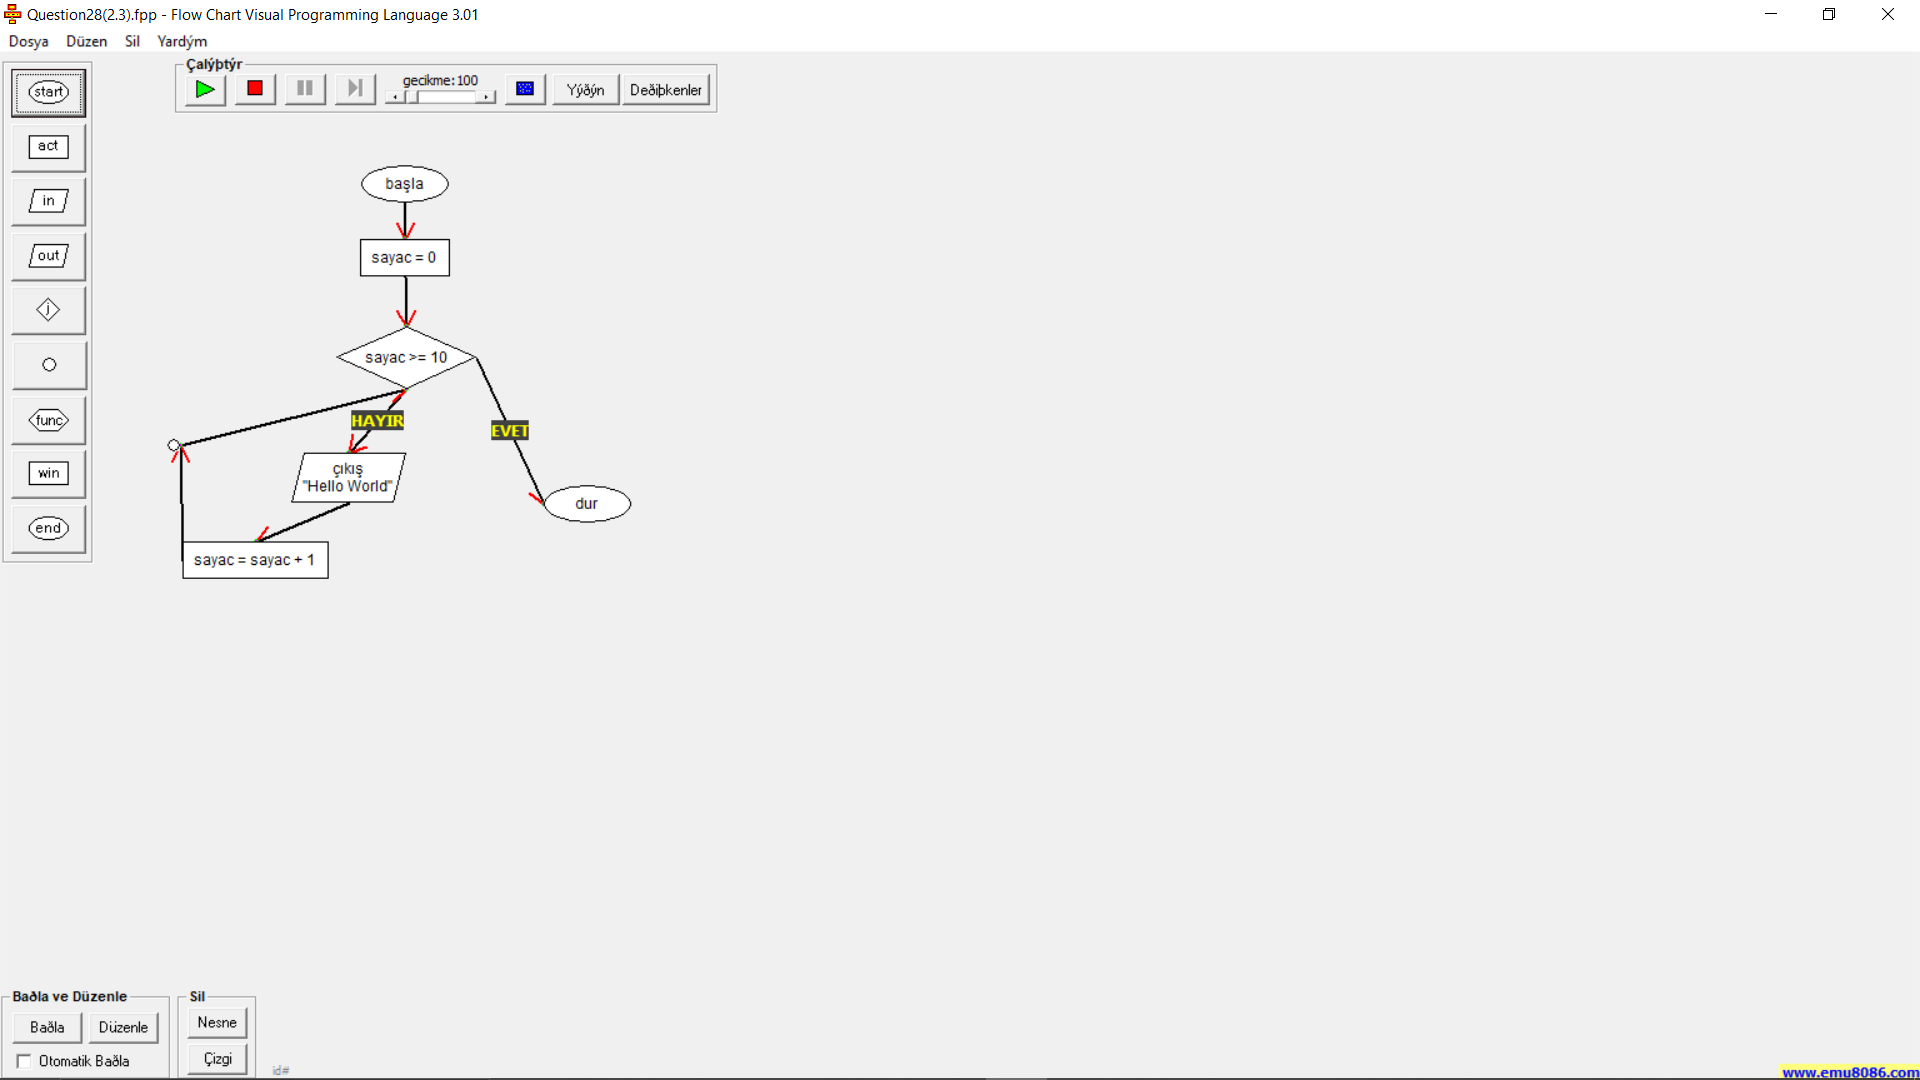 Question28(2.3).fpp - Flow Chart Visual Programming Language 3.01
Dosya Düzen Sil Yardým
Çalýþtýr
gecikme:100
Yýðýn
Deðiþkenler
start
act
in
out
j
func
win
end
başla
sayac = 0
sayac >= 10
HAYIR
EVET
çıkış
"Hello World"
dur
sayac = sayac + 1
Baðla ve Düzenle
Baðla
Düzenle
Otomatik Baðla
Sil
Nesne
Çizgi
id#
www.emu8086.com